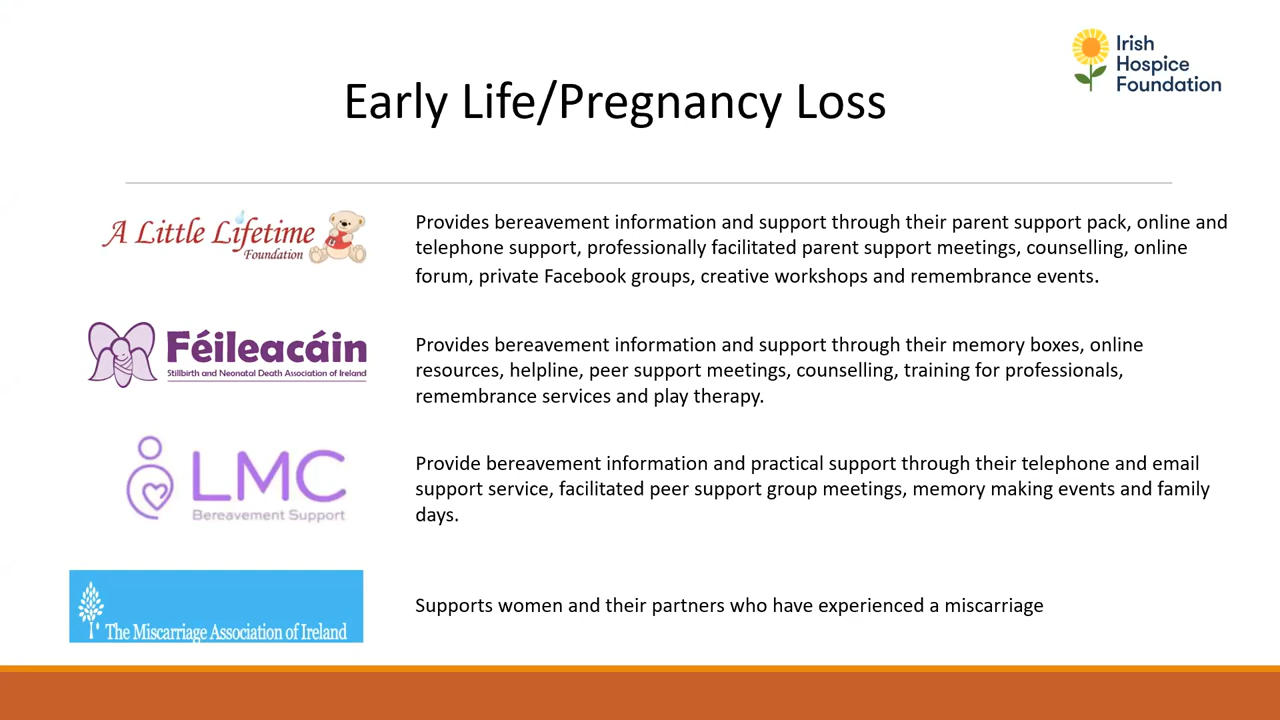 Irish
Hospice
Foundation
Early Life/Pregnancy Loss
A Little Lifetime
Foundation
Provides bereavement information and support through their parent support pack, online and
telephone support, professionally facilitated parent support meetings, counselling, online
forum, private Facebook groups, creative workshops and remembrance events.
Féileacáin
Stillbirth and Neonatal Death Association of Ireland
Provides bereavement information and support through their memory boxes, online
resources, helpline, peer support meetings, counselling, training for professionals,
remembrance services and play therapy.
LMC
Bereavement Support
Provide bereavement information and practical support through their telephone and email
support service, facilitated peer support group meetings, memory making events and family
days.
The Miscarriage Association of Ireland
Supports women and their partners who have experienced a miscarriage